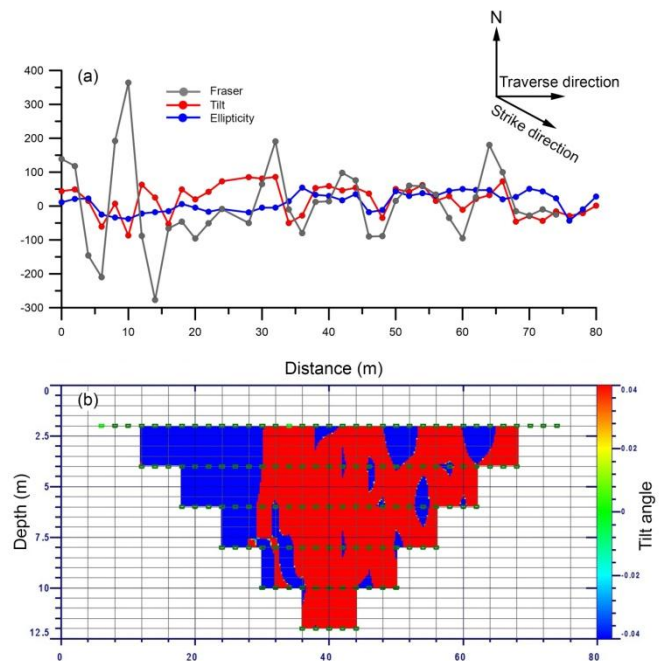 (a)
Fraser
Tilt
Ellipticity
N
Traverse direction
Strike direction
400
300
200
100
0
-100
-200
-300
0 10 20 30 40 50 60 70 80
Distance (m)
(b)
0
2.5
5
7.5
10
12.5
Depth (m)
0 20 40 60 80
0.04
0.02
0
-0.02
-0.04
Tilt angle